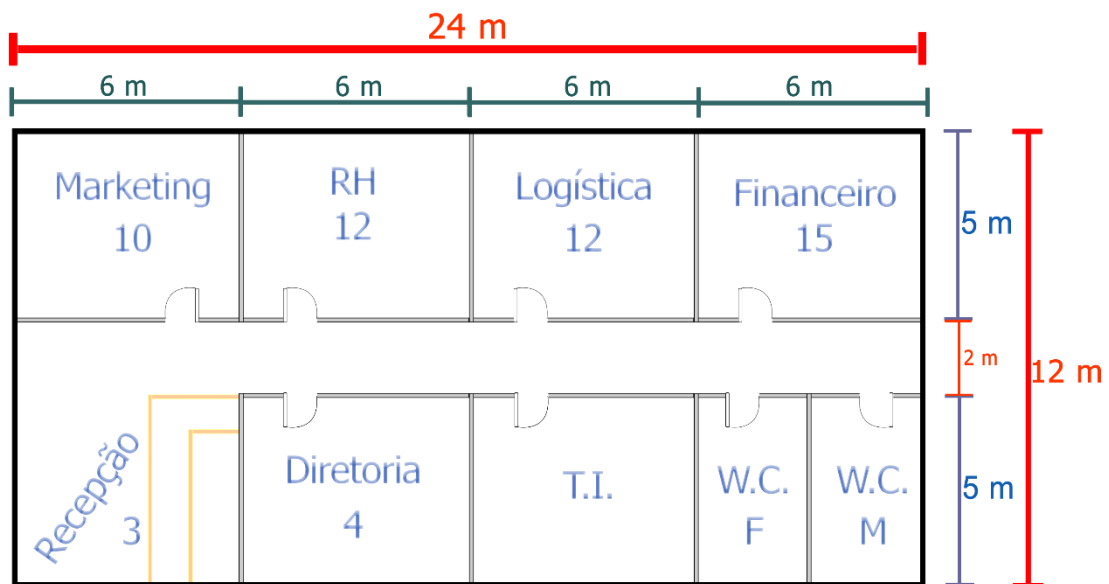 24 m
6 m
6 m
6 m
6 m
Marketing
10
RH
12
Logística
12
Financeiro
15
5 m
2 m
12 m
Recepção
3
Diretoria
4
T.I.
W.C.
F
W.C.
M
5 m